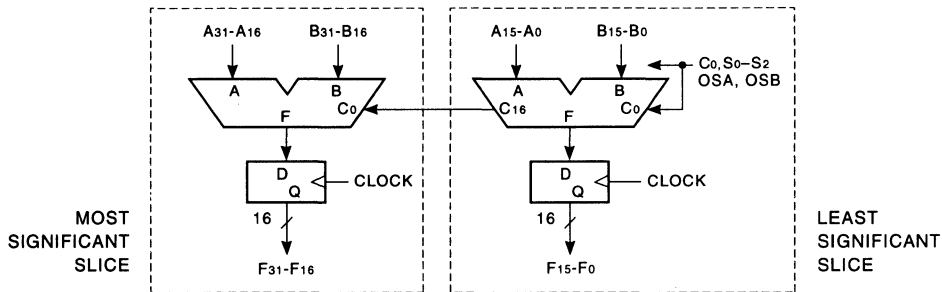 A31-A16 B31-B16 A15-A0 B15-B0
C0, S0-S2
OSA, OSB
A B A B
C0 C16 C0
F F
D D
Q CLOCK Q CLOCK
16 16
MOST
SIGNIFICANT
SLICE
LEAST
SIGNIFICANT
SLICE
F31-F16 F15-F0